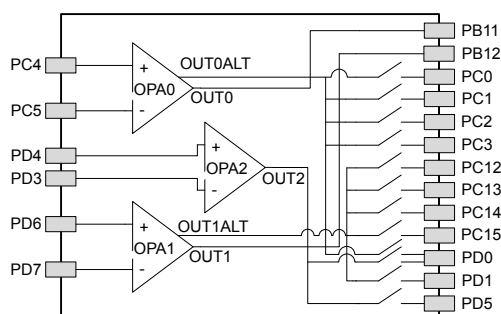 PC4
PC5
PD4
PD3
PD6
PD7
+
OPA0
-
OUT0ALT
OUT0
+
OPA2
-
OUT2
+
OPA1
-
OUT1ALT
OUT1
PB11
PB12
PC0
PC1
PC2
PC3
PC12
PC13
PC14
PC15
PD0
PD1
PD5